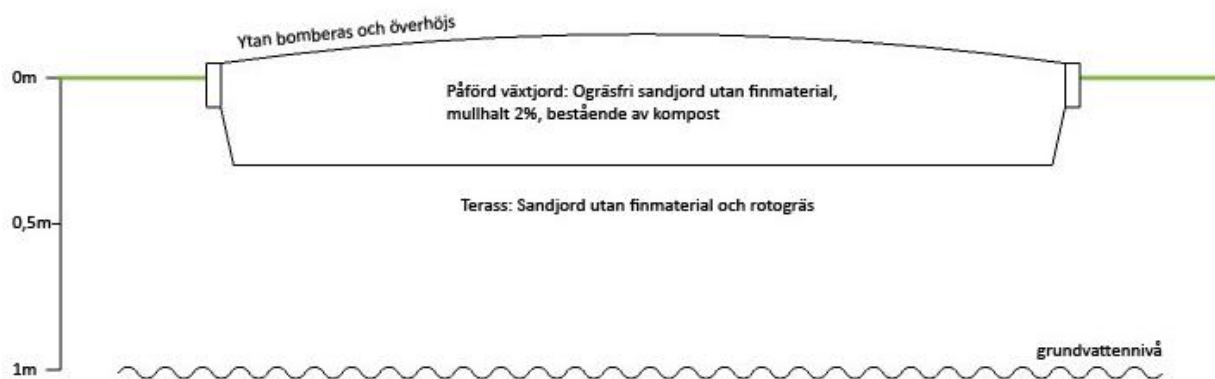 Ytan bomberas och överhöjs
0m
Påförd växtjord: Ogräsfri sandjord utan finmaterial,
mullhalt 2%, bestående av kompost
Terass: Sandjord utan finmaterial och rotogräs
0,5m
grundvattennivå
1m